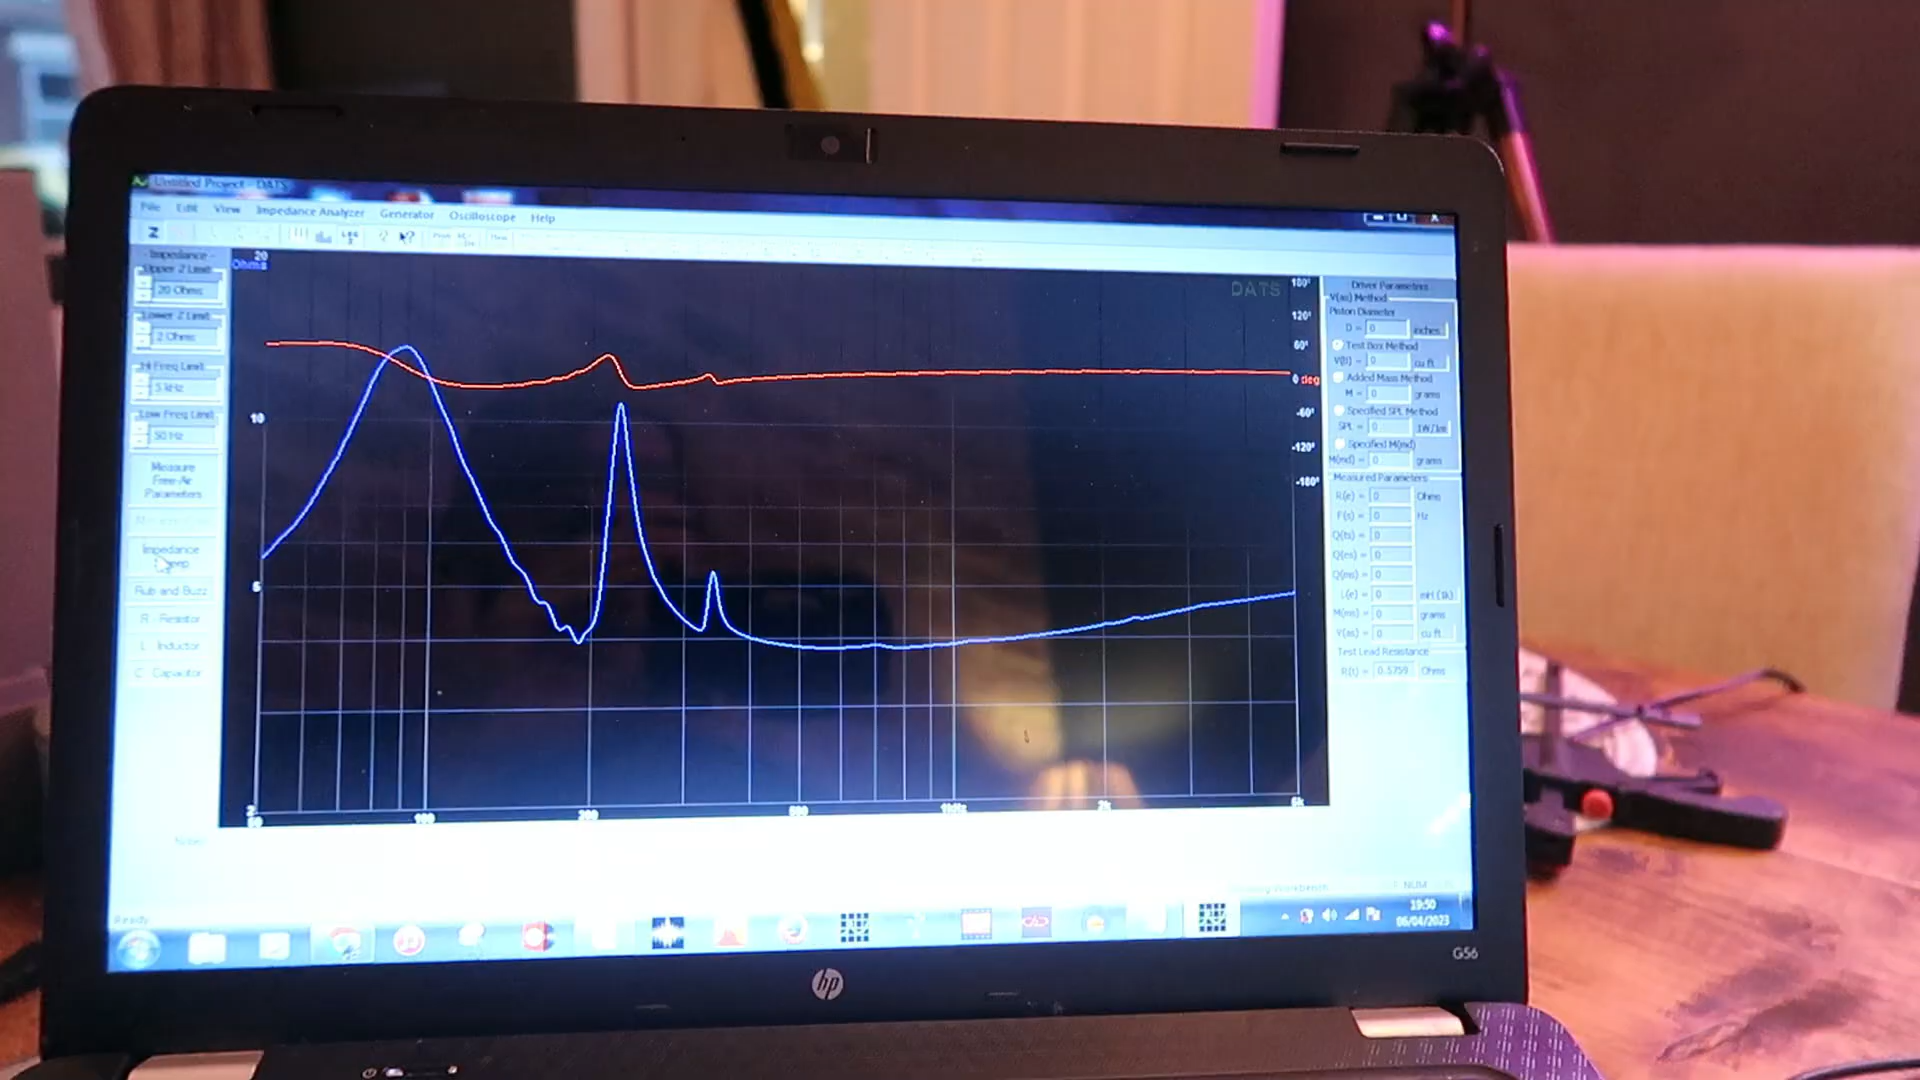 Untitled Project - DATS
File Edit View Impedance Analyzer Generator Oscilloscope Help
Z
LEG
- Impedance -
Upper Z Limit
20 Ohms
Lower Z Limit
2 Ohms
Hi Freq Limit
5 kHz
Low Freq Limit
50 Hz
Measure
Free-Air
Parameters
Impedance
Rub and Buzz
R - Resistor
L - Inductor
C - Capacitor
20
Ohms
10
5
2
50 100 200 500 1kHz 2k 5k
DATS
180°
120°
60°
0 deg
-60°
-120°
-180°
Driver Parameters
V(as) Method
Piston Diameter
D = 0 inches
Test Box Method
V(b) = 0 cu ft
Added Mass Method
M = 0 grams
Specified SPL Method
SPL = 0 1W/1m
Specified M(md)
M(md) = 0 grams
Measured Parameters
R(e) = 0 Ohms
F(s) = 0 Hz
Q(ts) = 0
Q(es) = 0
Q(ms) = 0
L(e) = 0 mH (1k)
M(ms) = 0 grams
V(as) = 0 cu ft
Test Lead Resistance
R(t) = 0.5759 Ohms
Notes:
Ready
NUM
19:50
06/04/2023
G56
hp